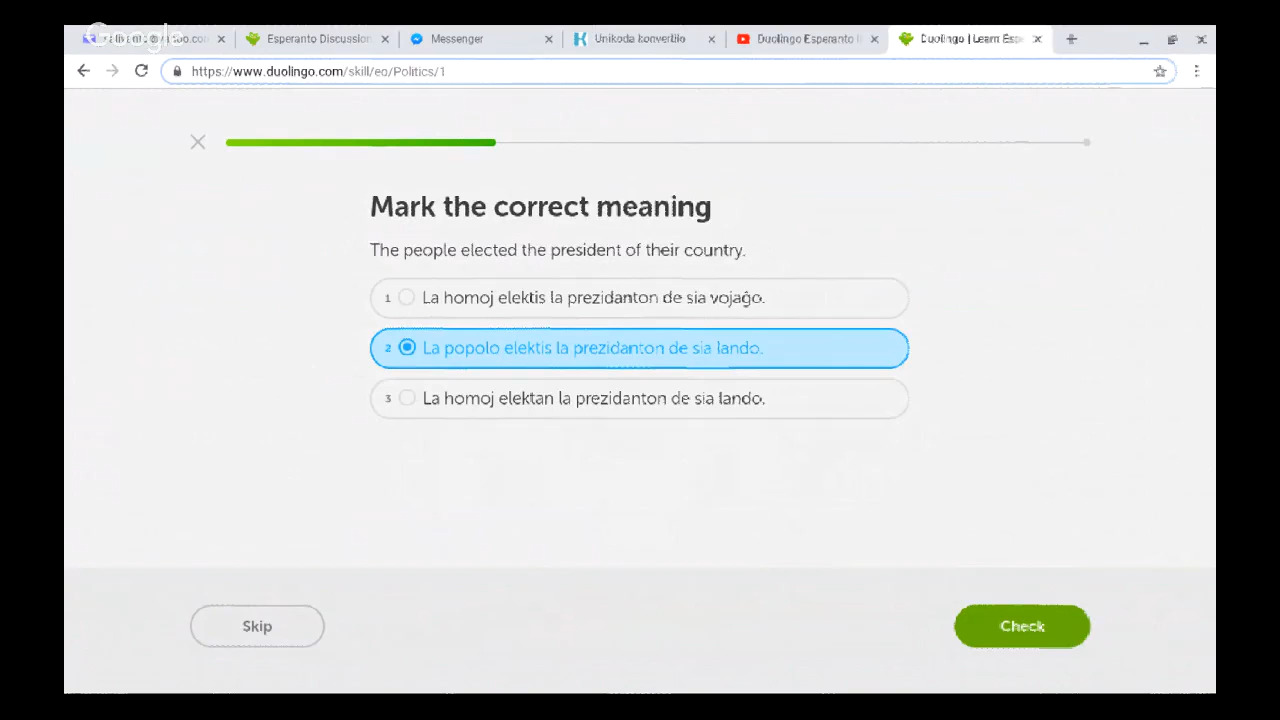 Google
Esperanto Discussion
Messenger
Unikoda konvertilo
Duolingo Esperanto
Duolingo | Learn Espe
https://www.duolingo.com/skill/eo/Politics/1
Mark the correct meaning
The people elected the president of their country.
1 La homoj elektis la prezidanton de sia vojaĝo.
2 La popolo elektis la prezidanton de sia lando.
3 La homoj elektan la prezidanton de sia lando.
Skip
Check